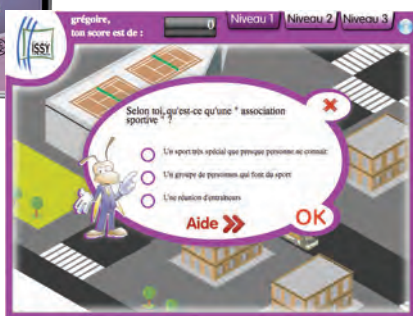 grégoire,
ton score est de :
0
Niveau 1
Niveau 2
Niveau 3
ISSY
Selon toi, qu'est-ce qu'une " association
sportive " ?
Un sport très spécial que presque personne ne connaît
Un groupe de personnes qui font du sport
Une réunion d'entraîneurs
Aide
OK